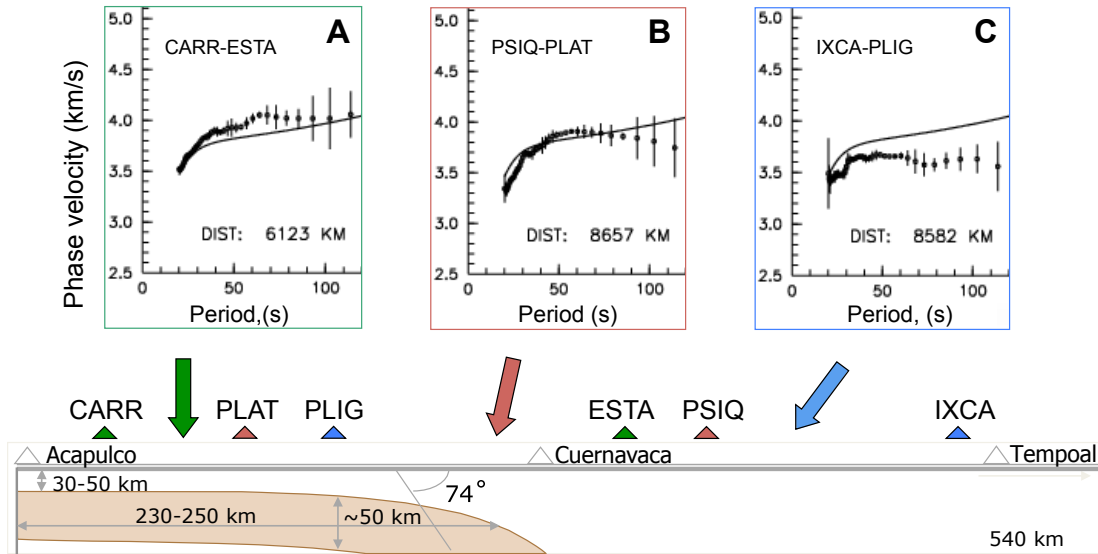 Phase velocity (km/s)
A
CARR-ESTA
5.0
4.5
4.0
3.5
3.0
2.5
DIST: 6123 KM
0 50 100
Period,(s)
B
PSIQ-PLAT
5.0
4.5
4.0
3.5
3.0
2.5
DIST: 8657 KM
0 50 100
Period (s)
C
IXCA-PLIG
5.0
4.5
4.0
3.5
3.0
2.5
DIST: 8582 KM
0 50 100
Period, (s)
CARR PLAT PLIG ESTA PSIQ IXCA
Acapulco Cuernavaca Tempoal
30-50 km
74°
230-250 km
~50 km
540 km